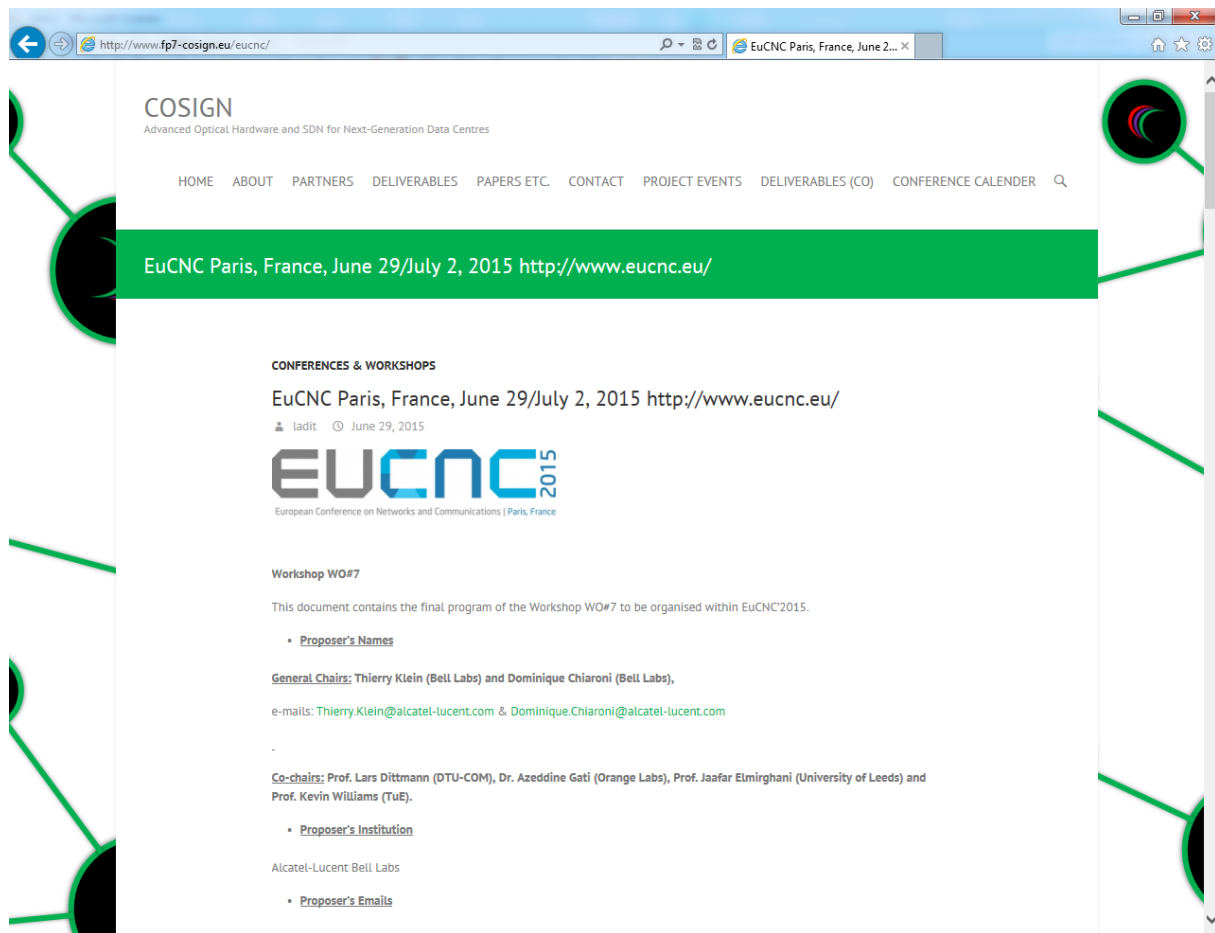 http://www.fp7-cosign.eu/eucnc/
EuCNC Paris, France, June 2...
COSIGN
Advanced Optical Hardware and SDN for Next-Generation Data Centres
HOME ABOUT PARTNERS DELIVERABLES PAPERS ETC. CONTACT PROJECT EVENTS DELIVERABLES (CO) CONFERENCE CALENDER
EuCNC Paris, France, June 29/July 2, 2015 http://www.eucnc.eu/
CONFERENCES & WORKSHOPS
EuCNC Paris, France, June 29/July 2, 2015 http://www.eucnc.eu/
ladit June 29, 2015
EUCNC 2015
European Conference on Networks and Communications | Paris, France
Workshop WO#7
This document contains the final program of the Workshop WO#7 to be organised within EuCNC'2015.
• Proposer's Names
General Chairs: Thierry Klein (Bell Labs) and Dominique Chiaroni (Bell Labs),
e-mails: Thierry.Klein@alcatel-lucent.com & Dominique.Chiaroni@alcatel-lucent.com
-
Co-chairs: Prof. Lars Dittmann (DTU-COM), Dr. Azeddine Gati (Orange Labs), Prof. Jaafar Elmirghani (University of Leeds) and
Prof. Kevin Williams (TuE).
• Proposer's Institution
Alcatel-Lucent Bell Labs
• Proposer's Emails